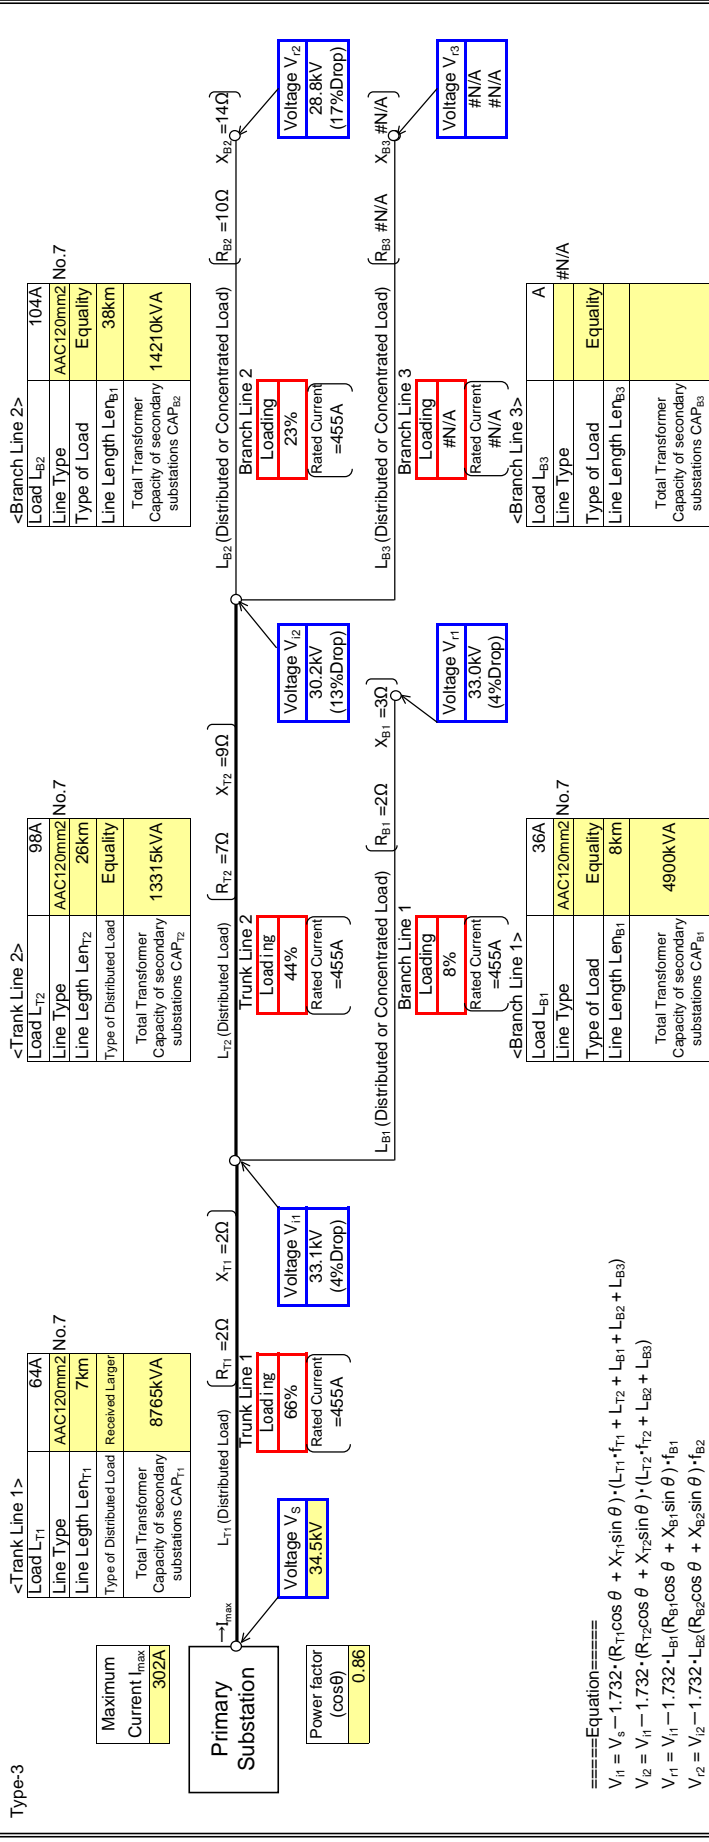 Type-3
Maximum
Current Imax
302A
Primary
Substation
→Imax
Power factor
(cosθ)
0.86
Voltage VS
34.5kV
<Trank Line 1>
Load LT1 64A
Line Type AAC120mm2 No.7
Line Legth LenT1 7km
Type of Distributed Load Received Larger
Total Transformer
Capacity of secondary
substations CAPT1
8765kVA
LT1 (Distributed Load) RT1 =2Ω XT1 =2Ω
Trunk Line 1
Loading
66%
Rated Current
=455A
Voltage Vi1
33.1kV
(4%Drop)
<Trank Line 2>
Load LT2 98A
Line Type AAC120mm2 No.7
Line Legth LenT2 26km
Type of Distributed Load Equality
Total Transformer
Capacity of secondary
substations CAPT2
13315kVA
LT2 (Distributed Load) RT2 =7Ω XT2 =9Ω
Trunk Line 2
Loading
44%
Rated Current
=455A
Voltage Vi2
30.2kV
(13%Drop)
LB1 (Distributed or Concentrated Load) RB1 =2Ω XB1 =3Ω
Branch Line 1
Loading
8%
Rated Current
=455A
Voltage Vr1
33.0kV
(4%Drop)
<Branch Line 1>
Load LB1 36A
Line Type AAC120mm2 No.7
Type of Load Equality
Line Length LenB1 8km
Total Transformer
Capacity of secondary
substations CAPB1
4900kVA
<Branch Line 2>
Load LB2 104A
Line Type AAC120mm2 No.7
Type of Load Equality
Line Length LenB1 38km
Total Transformer
Capacity of secondary
substations CAPB2
14210kVA
LB2 (Distributed or Concentrated Load) RB2 =10Ω XB2 =14Ω
Branch Line 2
Loading
23%
Rated Current
=455A
Voltage Vr2
28.8kV
(17%Drop)
LB3 (Distributed or Concentrated Load) RB3 #N/A XB3 #N/A
Branch Line 3
Loading
#N/A
Rated Current
#N/A
Voltage Vr3
#N/A
#N/A
<Branch Line 3>
Load LB3 A
Line Type #N/A
Type of Load Equality
Line Length LenB3
Total Transformer
Capacity of secondary
substations CAPB3
=====Equation=====
Vi1 = Vs－1.732･(RT1cos θ + XT1sin θ)･(LT1･fT1 + LT2 + LB1 + LB2 + LB3)
Vi2 = Vi1－1.732･(RT2cos θ + XT2sin θ)･(LT2･fT2 + LB2 + LB3)
Vr1 = Vi1－1.732･LB1(RB1cos θ + XB1sin θ)･fB1
Vr2 = Vi2－1.732･LB2(RB2cos θ + XB2sin θ)･fB2